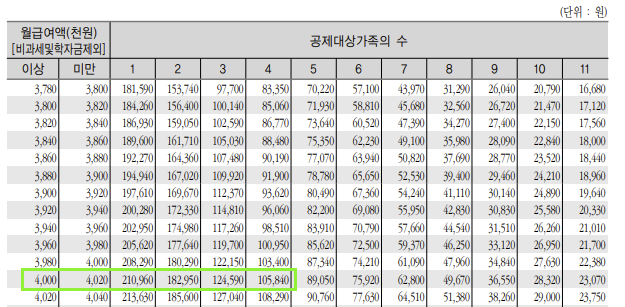 (단위 : 원)
월급여액(천원) 공제대상가족의 수
[비과세및학자금제외]
이상 미만 1 2 3 4 5 6 7 8 9 10 11
3,780 3,800 181,590 153,740 97,700 83,350 70,220 57,100 43,970 31,290 26,040 20,790 16,680
3,800 3,820 184,260 156,400 100,140 85,060 71,930 58,810 45,680 32,560 26,720 21,470 17,120
3,820 3,840 186,930 159,050 102,590 86,770 73,640 60,520 47,390 34,270 27,400 22,150 17,560
3,840 3,860 189,600 161,710 105,030 88,480 75,350 62,230 49,100 35,980 28,090 22,840 18,000
3,860 3,880 192,270 164,360 107,480 90,190 77,070 63,940 50,820 37,690 28,770 23,520 18,440
3,880 3,900 194,940 167,020 109,920 91,900 78,780 65,650 52,530 39,400 29,460 24,210 18,960
3,900 3,920 197,610 169,670 112,370 93,620 80,490 67,360 54,240 41,110 30,140 24,890 19,640
3,920 3,940 200,280 172,330 114,810 96,060 82,200 69,080 55,950 42,830 30,830 25,580 20,330
3,940 3,960 202,950 174,980 117,260 98,510 83,910 70,790 57,660 44,540 31,510 26,260 21,010
3,960 3,980 205,620 177,640 119,700 100,950 85,620 72,500 59,370 46,250 33,120 26,950 21,700
3,980 4,000 208,290 180,290 122,150 103,400 87,340 74,210 61,090 47,960 34,840 27,630 22,380
4,000 4,020 210,960 182,950 124,590 105,840 89,050 75,920 62,800 49,670 36,550 28,320 23,070
4,020 4,040 213,630 185,600 127,040 108,290 90,760 77,630 64,510 51,380 38,260 29,000 23,750